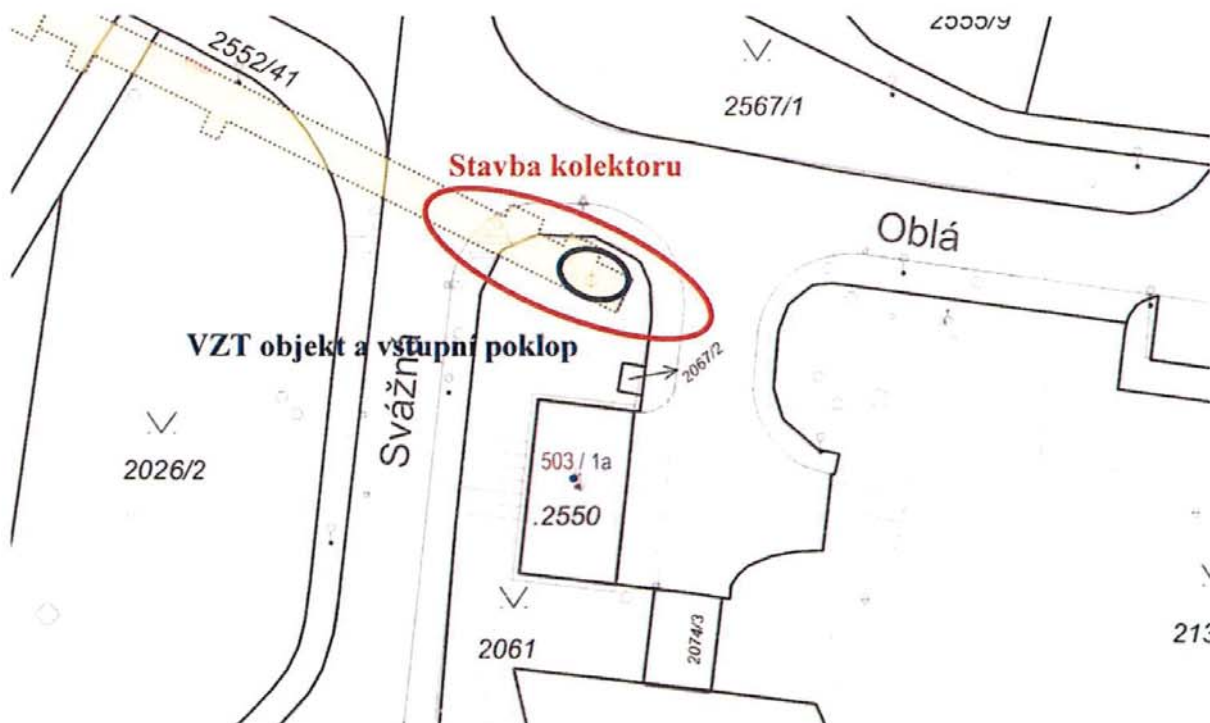 2555/9
2552/41
2567/1
Stavba kolektoru
Oblá
VZT objekt a vstupní poklop
2067/2
Svážná
2026/2
503 / 1a
.2550
2061
2074/3
213